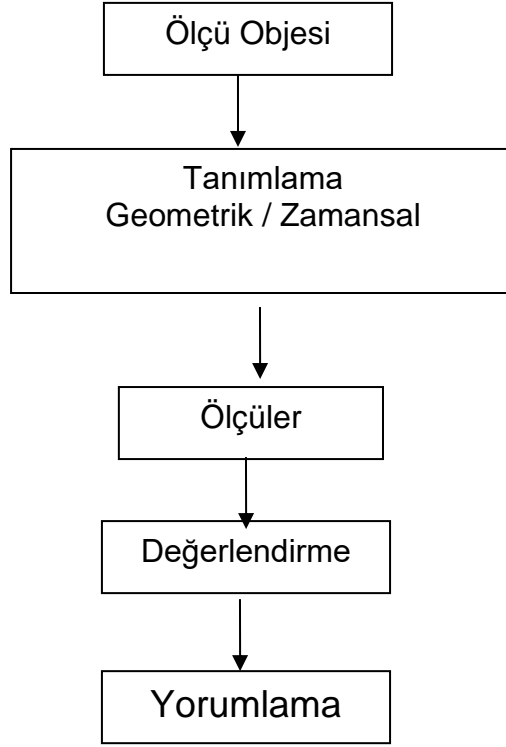 Ölçü Objesi
Tanımlama
Geometrik / Zamansal
Ölçüler
Değerlendirme
Yorumlama